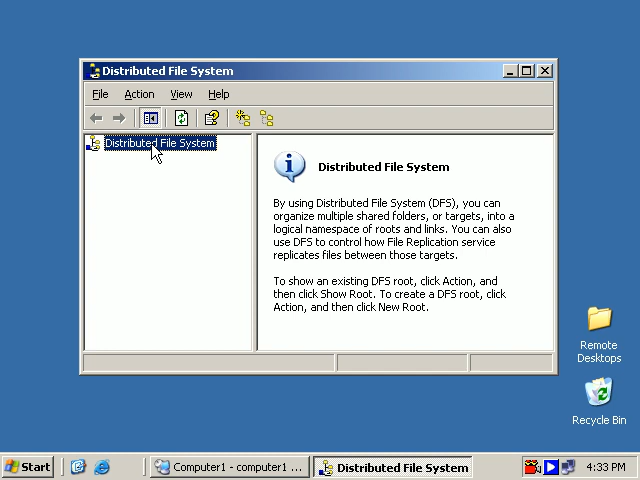 Distributed File System
File Action View Help
Distributed File System
Distributed File System
By using Distributed File System (DFS), you can
organize multiple shared folders, or targets, into a
logical namespace of roots and links. You can also
use DFS to control how File Replication service
replicates files between those targets.
To show an existing DFS root, click Action, and
then click Show Root. To create a DFS root, click
Action, and then click New Root.
Remote
Desktops
Recycle Bin
Start
Computer1 - computer1 ...
Distributed File System
4:33 PM